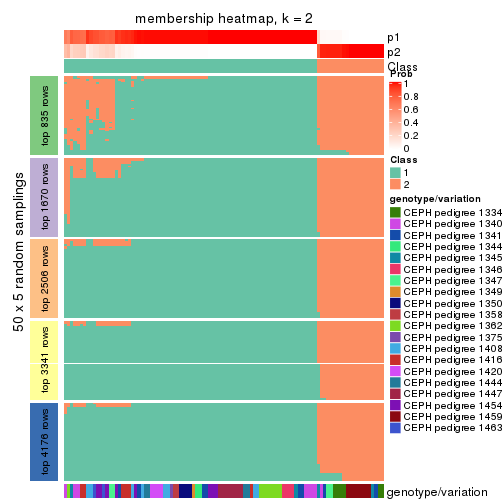 membership heatmap, k = 2
p1
p2
Class
Prob
1
0.8
0.6
0.4
0.2
0
Class
1
2
genotype/variation
CEPH pedigree 1334
CEPH pedigree 1340
CEPH pedigree 1341
CEPH pedigree 1344
CEPH pedigree 1345
CEPH pedigree 1346
CEPH pedigree 1347
CEPH pedigree 1349
CEPH pedigree 1350
CEPH pedigree 1358
CEPH pedigree 1362
CEPH pedigree 1375
CEPH pedigree 1408
CEPH pedigree 1416
CEPH pedigree 1420
CEPH pedigree 1444
CEPH pedigree 1447
CEPH pedigree 1454
CEPH pedigree 1459
CEPH pedigree 1463
50 x 5 random samplings
top 835 rows
top 1670 rows
top 2506 rows
top 3341 rows
top 4176 rows
genotype/variation